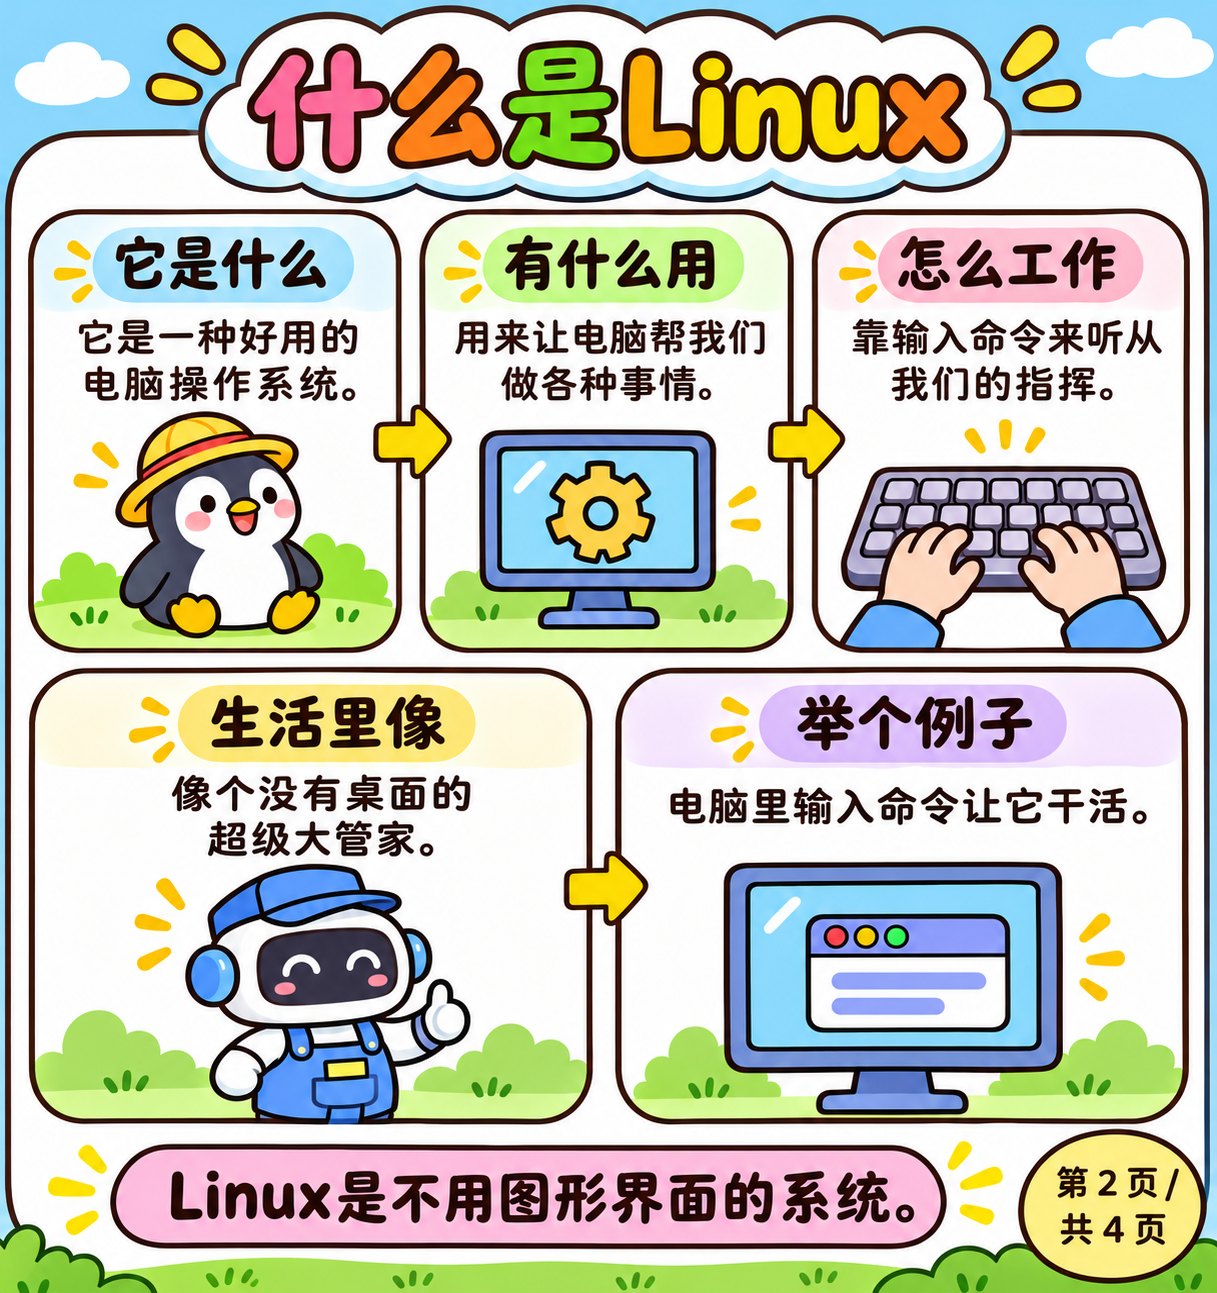 什么是Linux
它是什么
它是一种好用的
电脑操作系统。
有什么用
用来让电脑帮我们
做各种事情。
怎么工作
靠输入命令来听从
我们的指挥。
生活里像
像个没有桌面的
超级大管家。
举个例子
电脑里输入命令让它干活。
Linux是不用图形界面的系统。
第2页/
共4页